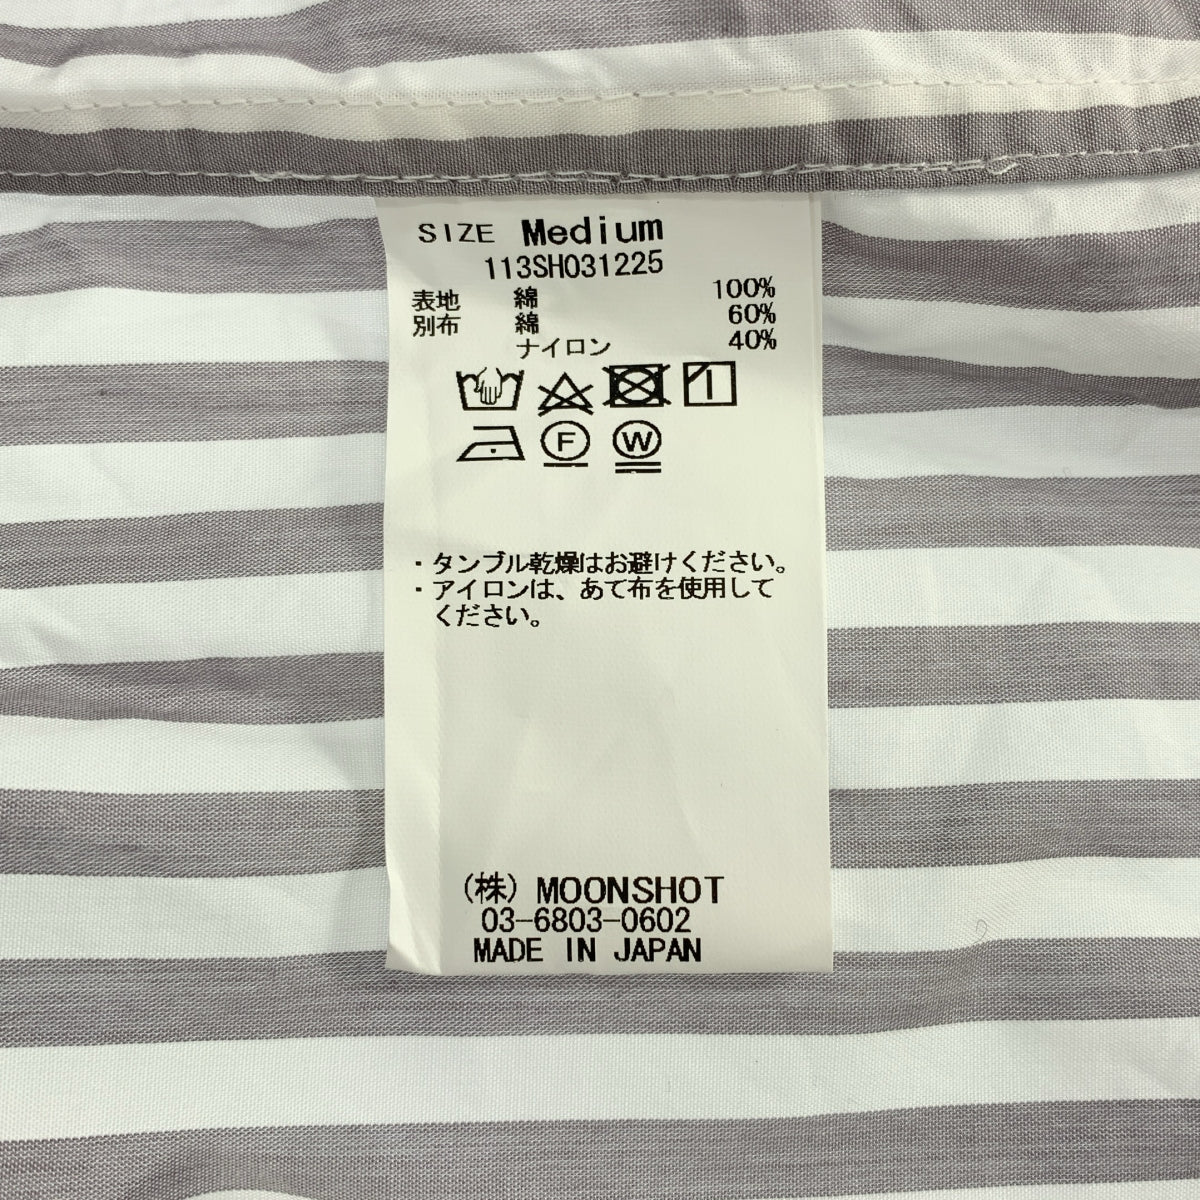 SIZE Medium
113SH031225
表地 綿 100%
別布 綿 60%
ナイロン 40%
F W
・タンブル乾燥はお避けください。
・アイロンは、あて布を使用して
ください。
(株) MOONSHOT
03-6803-0602
MADE IN JAPAN